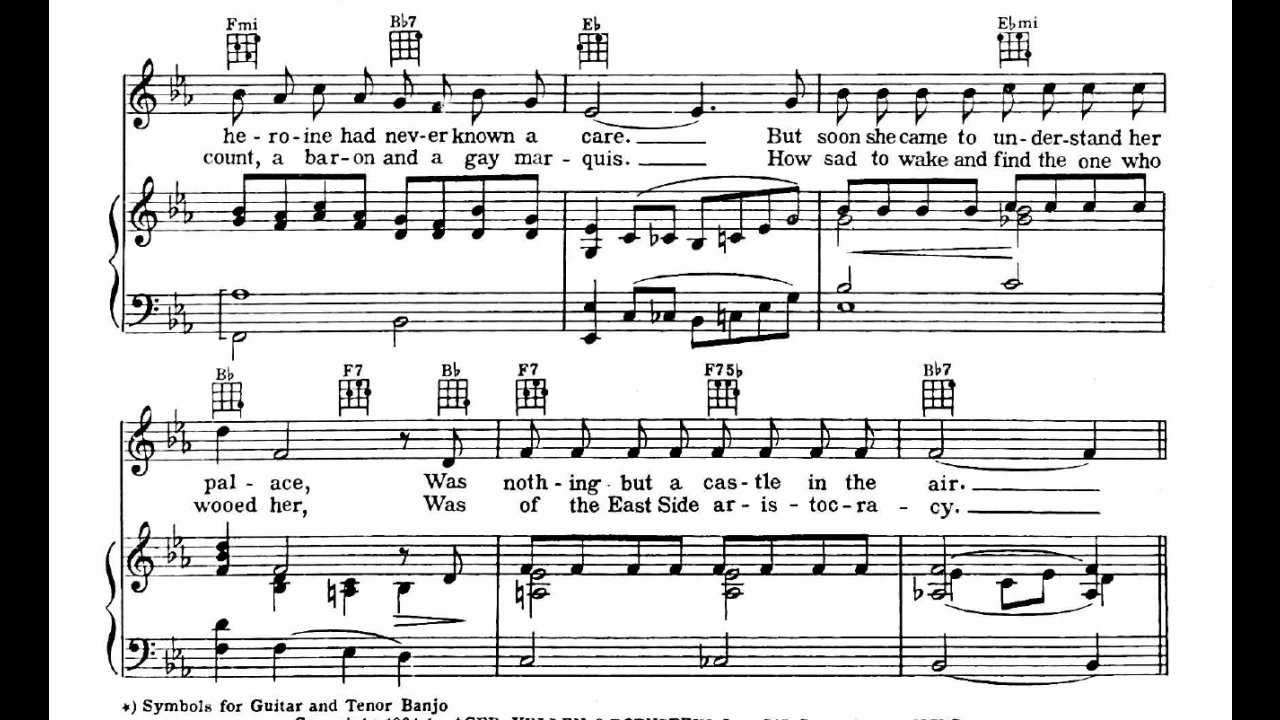 Fmi Bb7 Eb Ebmi
he-ro-ine had nev-er known a care. But soon she came to un-der-stand her
count, a bar-on and a gay mar-quis. How sad to wake and find the one who
Bb F7 Bb F7 F75b Bb7
pal-ace, Was noth-ing but a cas-tle in the air.
wooed her, Was of the East Side ar-is-toc-ra-cy.
*) Symbols for Guitar and Tenor Banjo